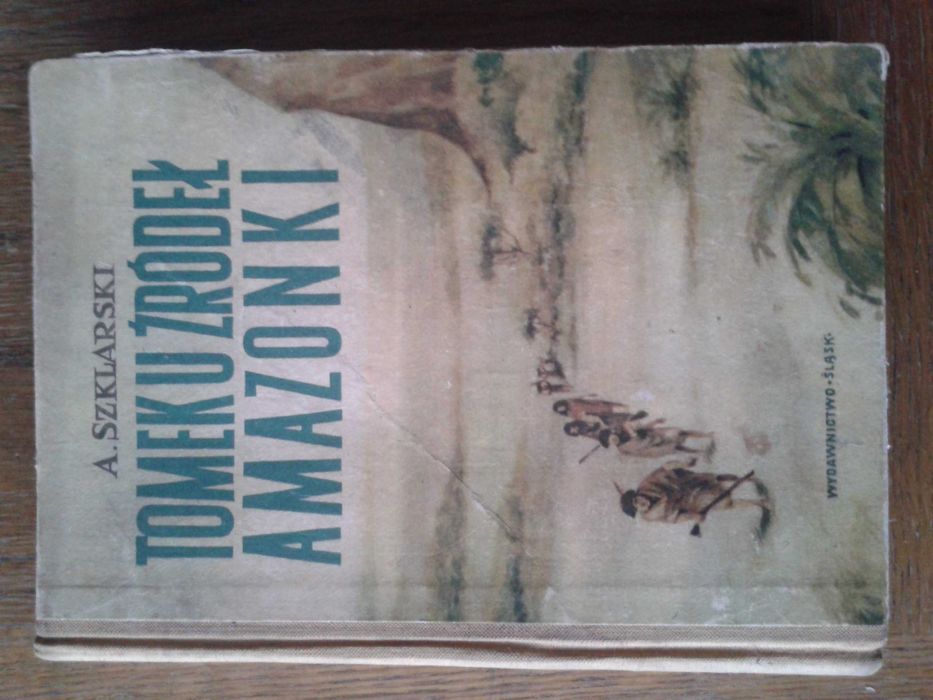 A. SZKLARSKI
TOMEK U ŹRÓDEŁ
AMAZONKI
WYDAWNICTWO • ŚLĄSK•